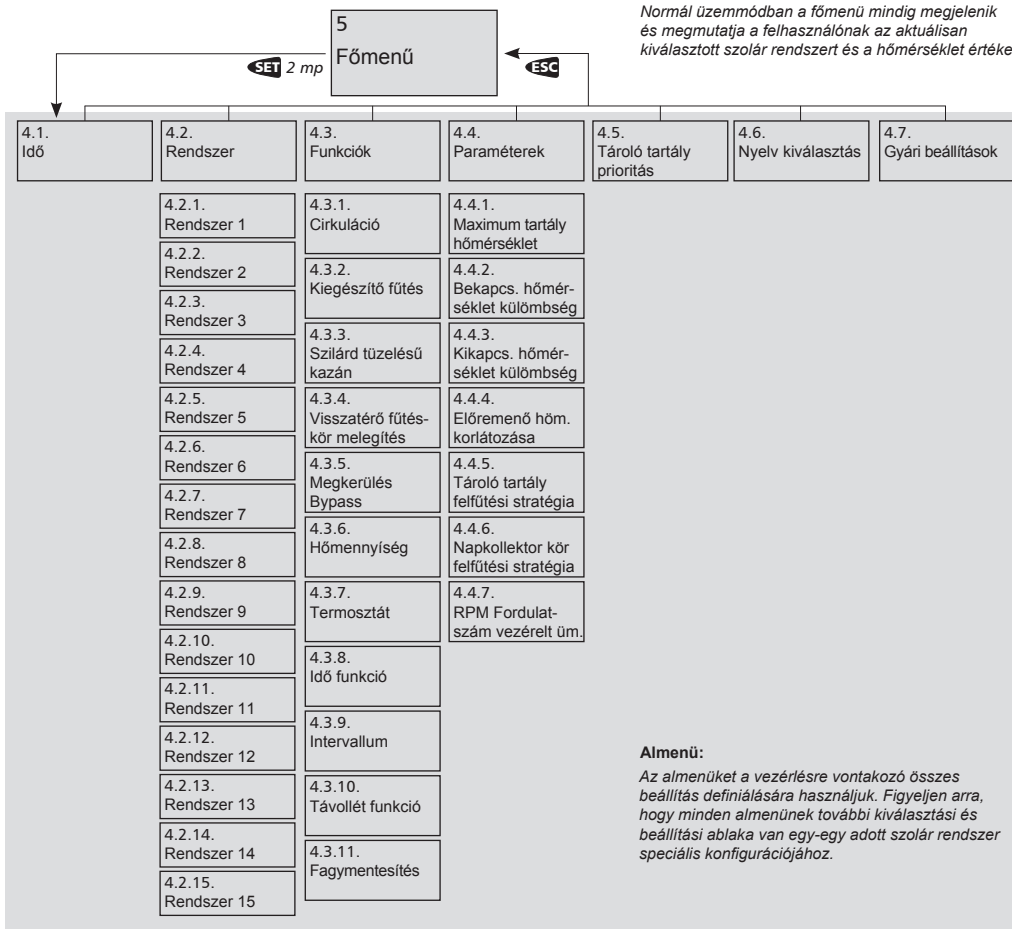 Normál üzemmódban a főmenü mindig megjelenik
és megmutatja a felhasználónak az aktuálisan
kiválasztott szolár rendszert és a hőmérséklet értéke
5
Főmenű
SET 2 mp
ESC
4.1.
Idő
4.2.
Rendszer
4.3.
Funkciók
4.4.
Paraméterek
4.5.
Tároló tartály
prioritás
4.6.
Nyelv kiválasztás
4.7.
Gyári beállítások
4.2.1.
Rendszer 1
4.2.2.
Rendszer 2
4.2.3.
Rendszer 3
4.2.4.
Rendszer 4
4.2.5.
Rendszer 5
4.2.6.
Rendszer 6
4.2.7.
Rendszer 7
4.2.8.
Rendszer 8
4.2.9.
Rendszer 9
4.2.10.
Rendszer 10
4.2.11.
Rendszer 11
4.2.12.
Rendszer 12
4.2.13.
Rendszer 13
4.2.14.
Rendszer 14
4.2.15.
Rendszer 15
4.3.1.
Cirkuláció
4.3.2.
Kiegészítő fűtés
4.3.3.
Szilárd tüzelésű
kazán
4.3.4.
Visszatérő fűtés-
kör melegítés
4.3.5.
Megkerülés
Bypass
4.3.6.
Hőmennyíség
4.3.7.
Termosztát
4.3.8.
Idő funkció
4.3.9.
Intervallum
4.3.10.
Távollét funkció
4.3.11.
Fagymentesítés
4.4.1.
Maximum tartály
hőmérséklet
4.4.2.
Bekapcs. hőmér-
séklet külömbség
4.4.3.
Kikapcs. hőmér-
séklet külömbség
4.4.4.
Előremenő höm.
korlátozása
4.4.5.
Tároló tartály
felfűtési stratégia
4.4.6.
Napkollektor kör
felfűtési stratégia
4.4.7.
RPM Fordulat-
szám vezérelt üm.
Almenü:
Az almenüket a vezérlésre vontakozó összes
beállítás definiálására használjuk. Figyeljen arra,
hogy minden almenünek további kiválasztási és
beállítási ablaka van egy-egy adott szolár rendszer
speciális konfigurációjához.